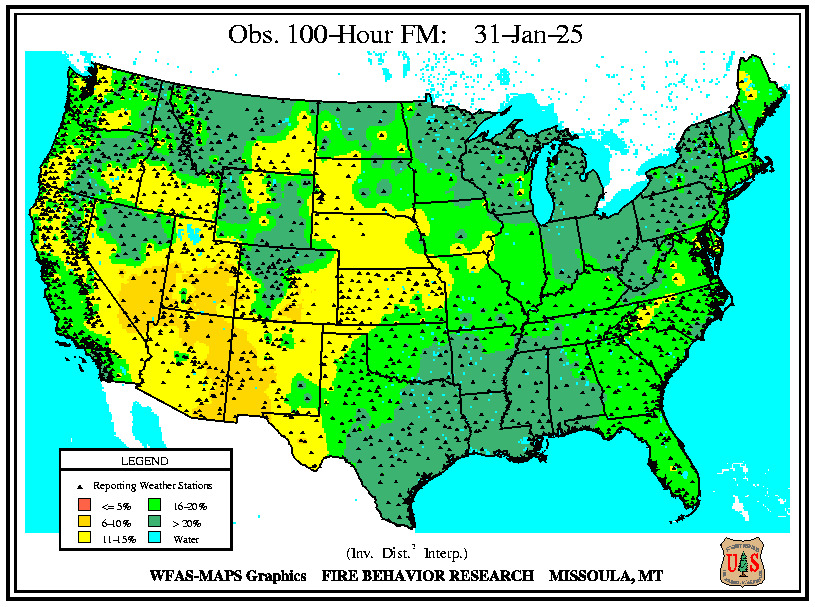 Obs. 100-Hour FM: 31-Jan-25
LEGEND
Reporting Weather Stations
<= 5%
16-20%
6-10%
> 20%
11-15%
Water
(Inv. Dist.² Interp.)
WFAS-MAPS Graphics FIRE BEHAVIOR RESEARCH MISSOULA, MT
U S